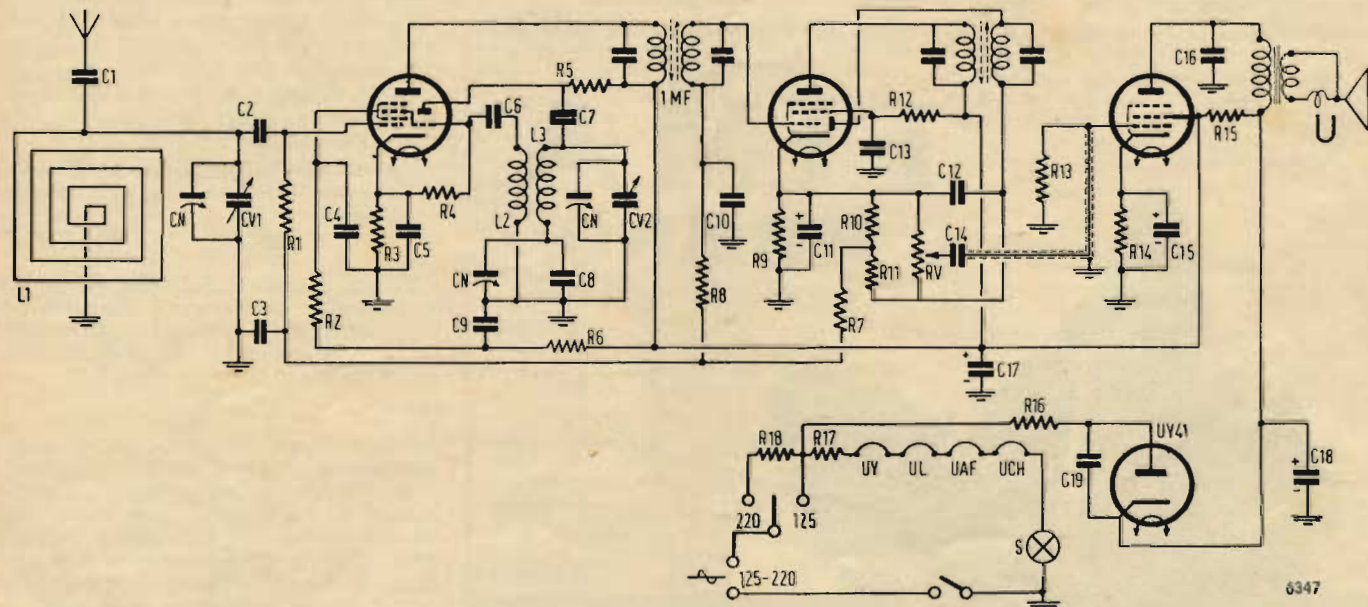 C1
C2
CN
CV1
L1
C3
R1
R2
C4
R3
C5
R4
C6
R5
C7
L3
L2
CN
CV2
CN
C8
C9
R6
1MF
C10
R8
R7
R9
C11
R10
R11
RV
C12
C13
R12
C14
R13
R14
C15
C16
R15
C17
R18
R17
R16
UY
UL
UAF
UCH
UY41
C19
C18
220
125
S
125-220
6347